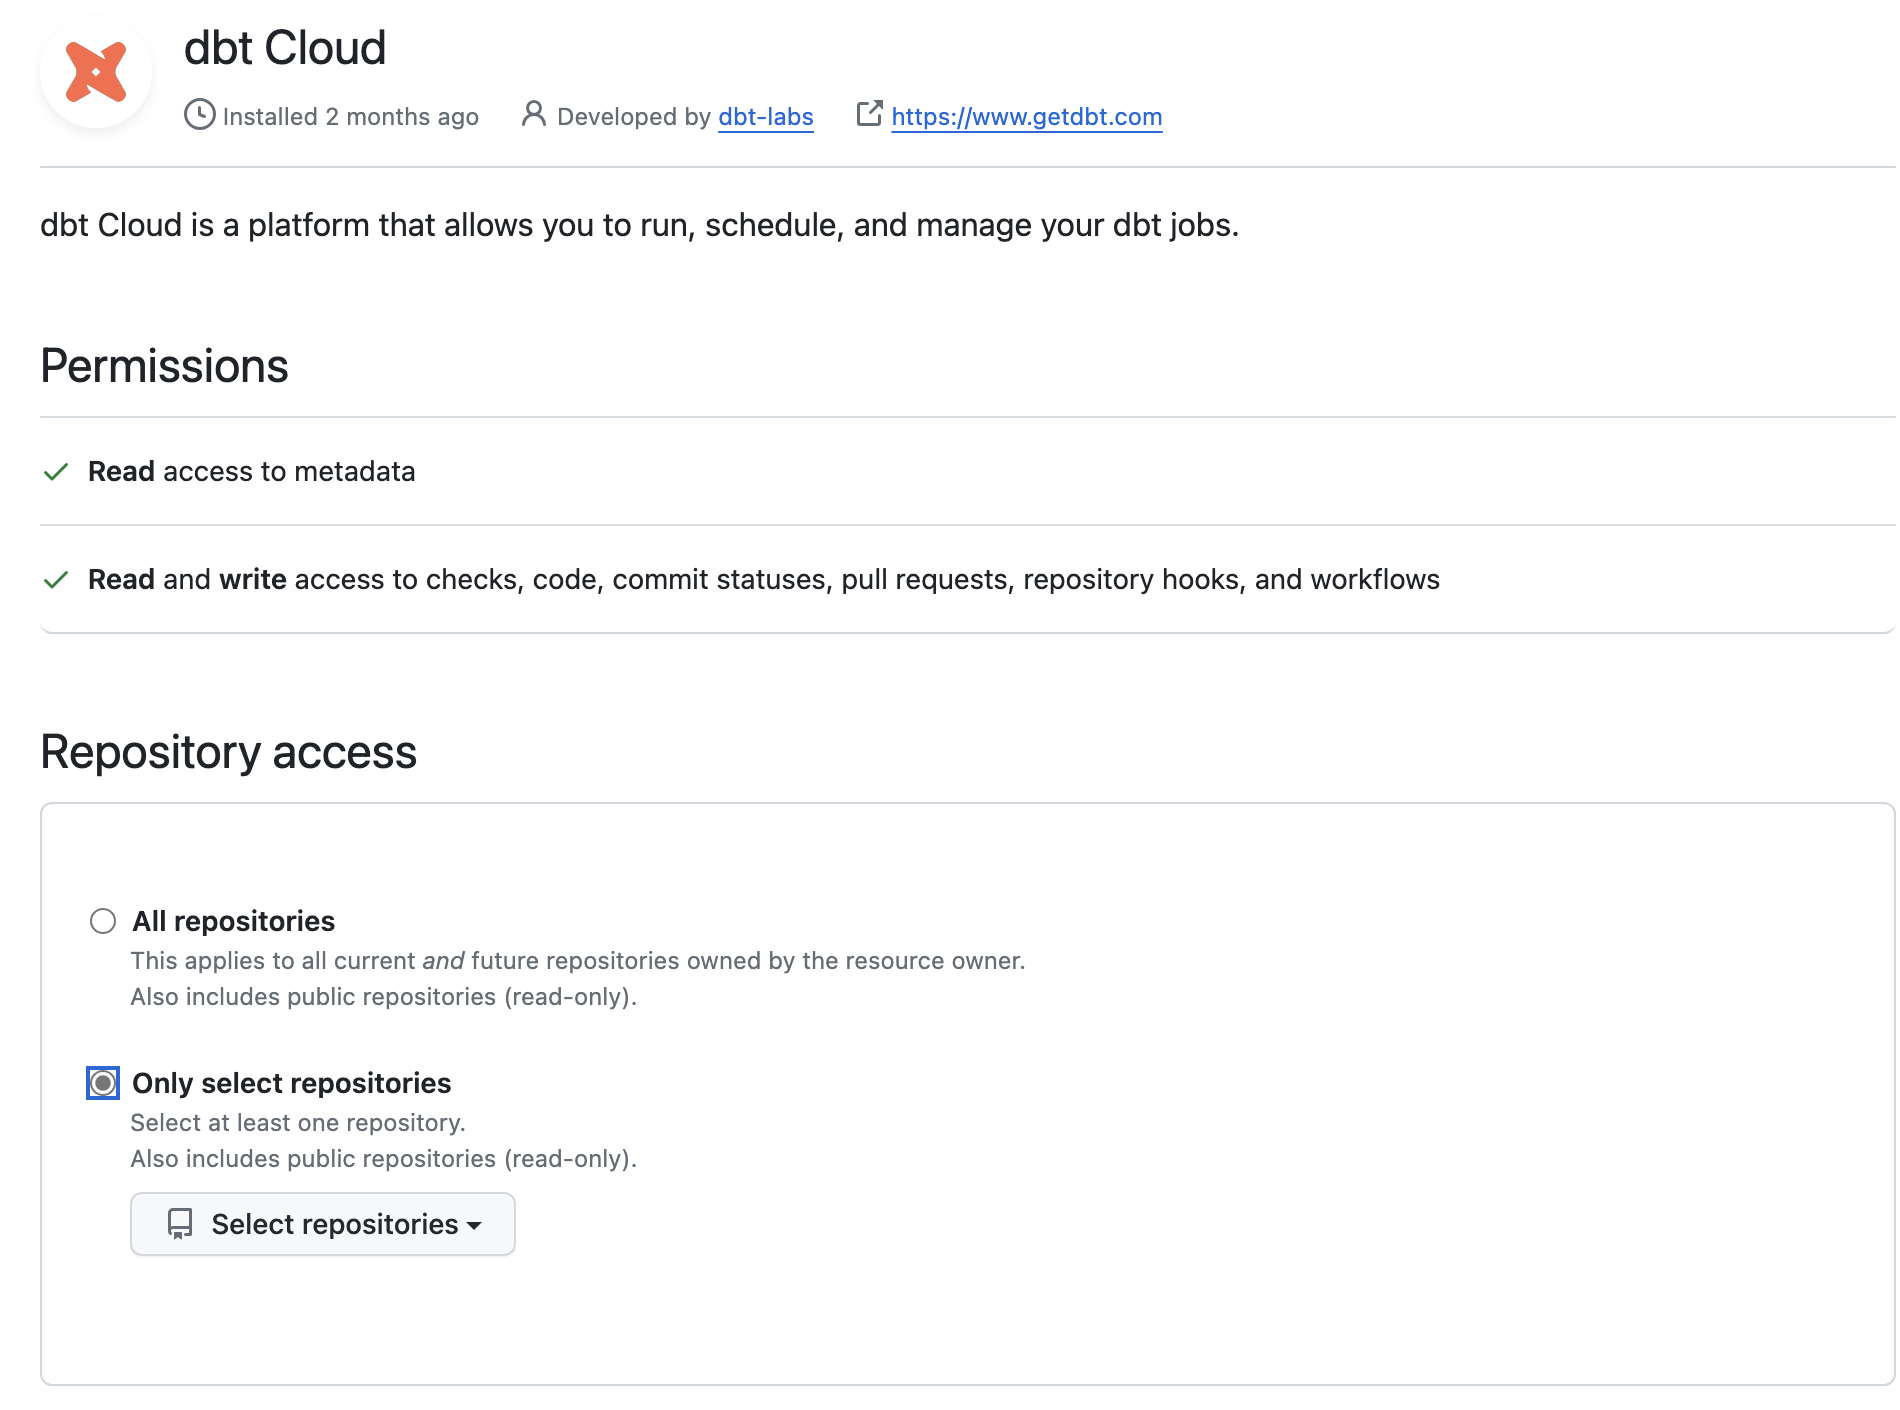 dbt Cloud
Installed 2 months ago Developed by dbt-labs https://www.getdbt.com
dbt Cloud is a platform that allows you to run, schedule, and manage your dbt jobs.
Permissions
Read access to metadata
Read and write access to checks, code, commit statuses, pull requests, repository hooks, and workflows
Repository access
All repositories
This applies to all current and future repositories owned by the resource owner.
Also includes public repositories (read-only).
Only select repositories
Select at least one repository.
Also includes public repositories (read-only).
Select repositories